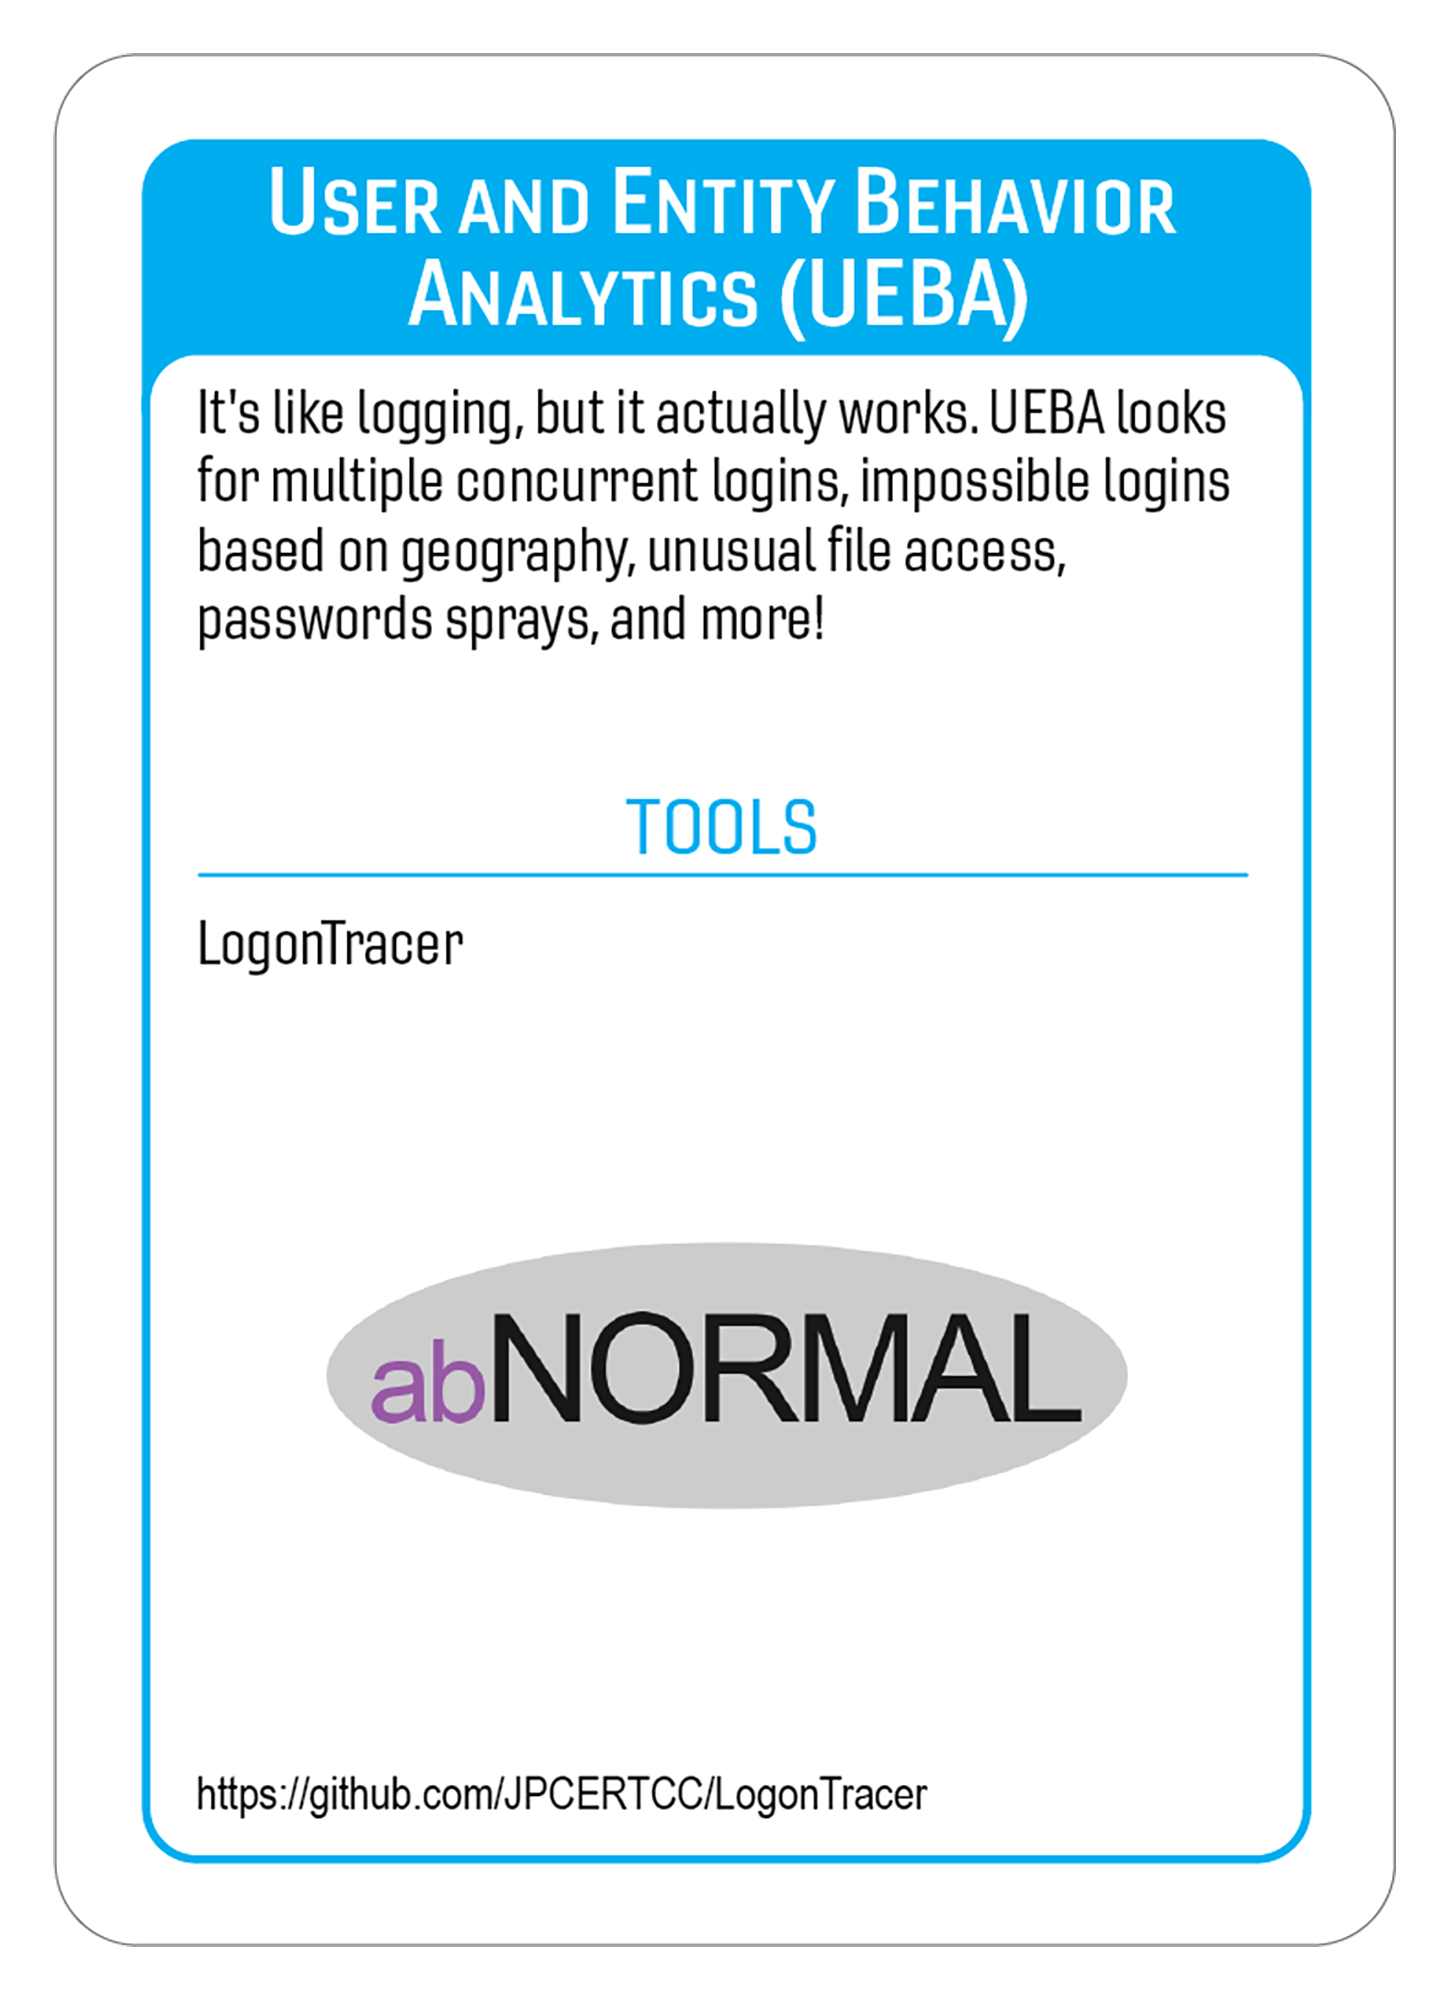 User and Entity Behavior
Analytics (UEBA)
It's like logging, but it actually works. UEBA looks
for multiple concurrent logins, impossible logins
based on geography, unusual file access,
passwords sprays, and more!
TOOLS
LogonTracer
abNORMAL
https://github.com/JPCERTCC/LogonTracer